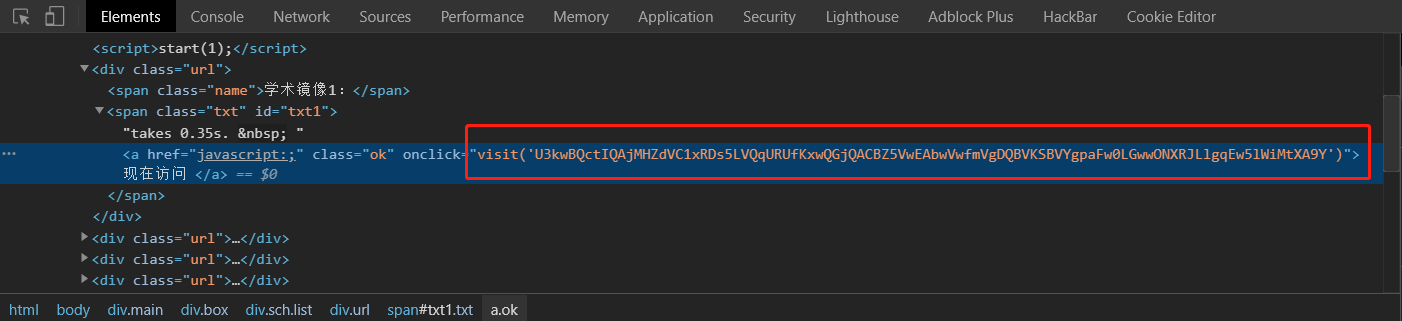 Elements Console Network Sources Performance Memory Application Security Lighthouse Adblock Plus HackBar Cookie Editor
<script>start(1);</script>
<div class="url">
<span class="name">学术镜像1：</span>
<span class="txt" id="txt1">
"takes 0.35s. &nbsp; "
<a href="javascript:;" class="ok" onclick="visit('U3kwBQctIQAjMHZdVC1xRDs5LVQqURUfKxwQGjQACBZ5VwEAbwVwfmVgDQBVKSBVYgpaFw0LGwwONXRJLlgqEw5lWiMtXA9Y')">
现在访问 </a> == $0
</span>
</div>
<div class="url">…</div>
<div class="url">…</div>
<div class="url">…</div>
html body div.main div.box div.sch.list div.url span#txt1.txt a.ok